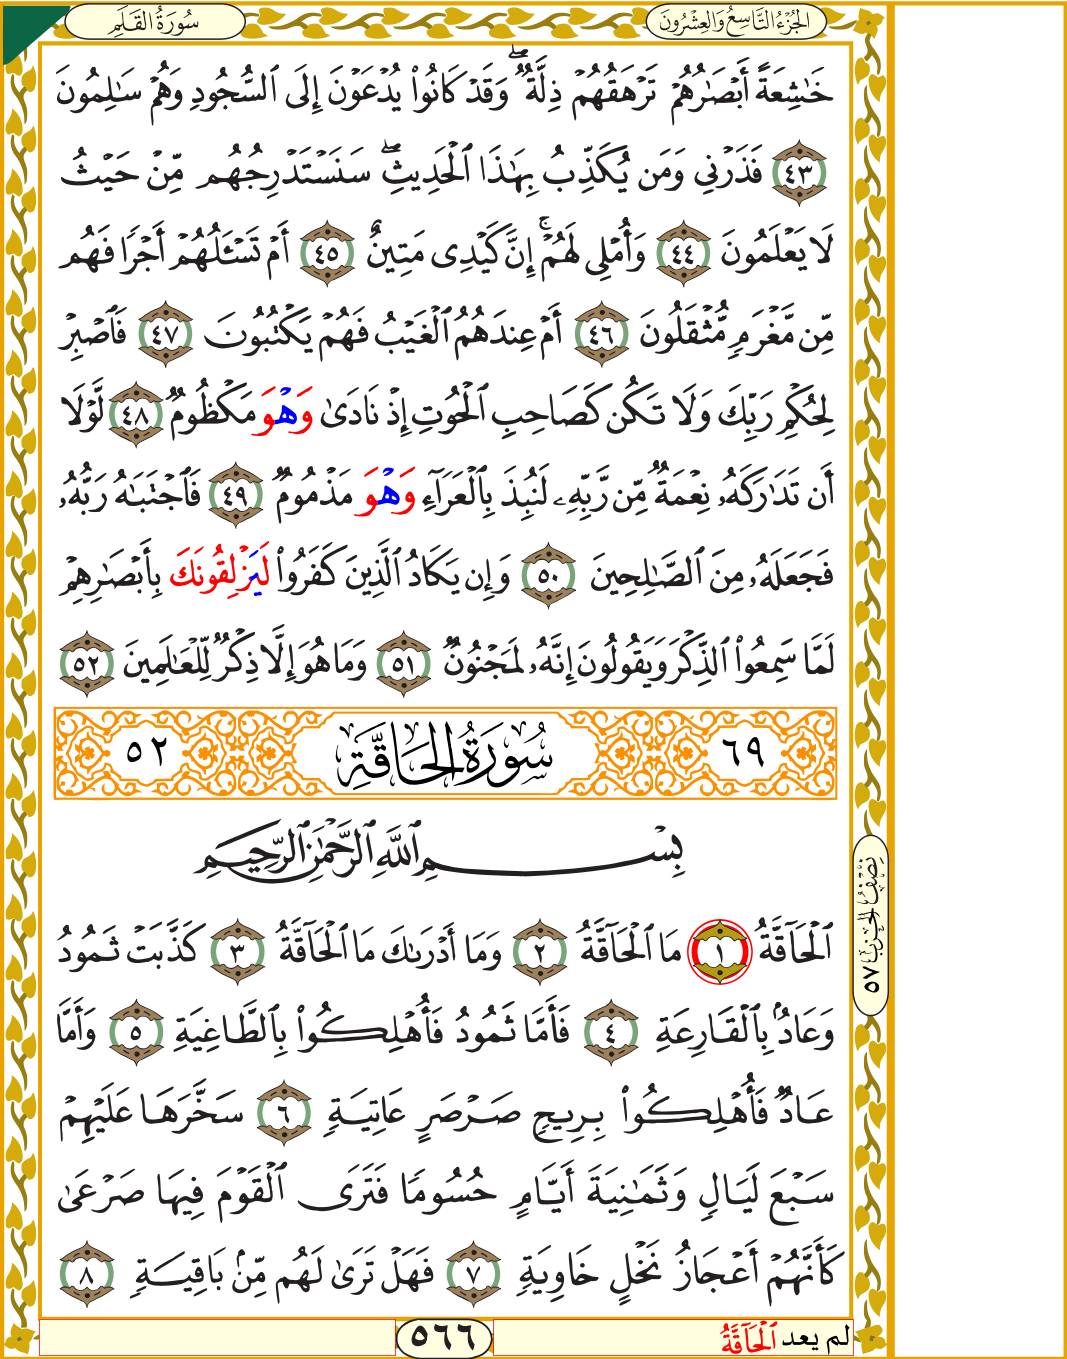 سُورَةُ القَلَمِ
الجُزْءُ التَّاسِعُ وَالعِشْرُونَ
خَٰشِعَةً أَبْصَٰرُهُمْ تَرْهَقُهُمْ ذِلَّةٌ ۖ وَقَدْ كَانُوا۟ يُدْعَوْنَ إِلَى ٱلسُّجُودِ وَهُمْ سَٰلِمُونَ
٤٣ فَذَرْنِى وَمَن يُكَذِّبُ بِهَٰذَا ٱلْحَدِيثِ ۖ سَنَسْتَدْرِجُهُم مِّنْ حَيْثُ
لَا يَعْلَمُونَ ٤٤ وَأُمْلِى لَهُمْ ۚ إِنَّ كَيْدِى مَتِينٌ ٤٥ أَمْ تَسْـَٔلُهُمْ أَجْرًا فَهُم
مِّن مَّغْرَمٍ مُّثْقَلُونَ ٤٦ أَمْ عِندَهُمُ ٱلْغَيْبُ فَهُمْ يَكْتُبُونَ ٤٧ فَٱصْبِرْ
لِحُكْمِ رَبِّكَ وَلَا تَكُن كَصَاحِبِ ٱلْحُوتِ إِذْ نَادَىٰ وَهْوَ مَكْظُومٌ ٤٨ لَّوْلَا
أَن تَدَٰرَكَهُۥ نِعْمَةٌ مِّن رَّبِّهِۦ لَنُبِذَ بِٱلْعَرَآءِ وَهْوَ مَذْمُومٌ ٤٩ فَٱجْتَبَٰهُ رَبُّهُۥ
فَجَعَلَهُۥ مِنَ ٱلصَّٰلِحِينَ ٥٠ وَإِن يَكَادُ ٱلَّذِينَ كَفَرُوا۟ لَيَزْلِقُونَكَ بِأَبْصَٰرِهِمْ
لَمَّا سَمِعُوا۟ ٱلذِّكْرَ وَيَقُولُونَ إِنَّهُۥ لَمَجْنُونٌ ٥١ وَمَا هُوَ إِلَّا ذِكْرٌ لِّلْعَٰلَمِينَ ٥٢
٦٩ سُورَةُ الحَاقَّةِ ٥٢
بِسْمِ ٱللَّهِ ٱلرَّحْمَٰنِ ٱلرَّحِيمِ
ٱلْحَآقَّةُ ١ مَا ٱلْحَآقَّةُ ٢ وَمَا أَدْرَىٰكَ مَا ٱلْحَآقَّةُ ٣ كَذَّبَتْ ثَمُودُ
وَعَادٌۢ بِٱلْقَارِعَةِ ٤ فَأَمَّا ثَمُودُ فَأُهْلِكُوا۟ بِٱلطَّاغِيَةِ ٥ وَأَمَّا
عَادٌ فَأُهْلِكُوا۟ بِرِيحٍ صَرْصَرٍ عَاتِيَةٍ ٦ سَخَّرَهَا عَلَيْهِمْ
سَبْعَ لَيَالٍ وَثَمَٰنِيَةَ أَيَّامٍ حُسُومًا فَتَرَى ٱلْقَوْمَ فِيهَا صَرْعَىٰ
كَأَنَّهُمْ أَعْجَازُ نَخْلٍ خَاوِيَةٍ ٧ فَهَلْ تَرَىٰ لَهُم مِّنۢ بَاقِيَةٍ ٨
نِصْفُ الحِزْبِ ٥٧
لم يعد ٱلْحَآقَّةُ
٥٦٦